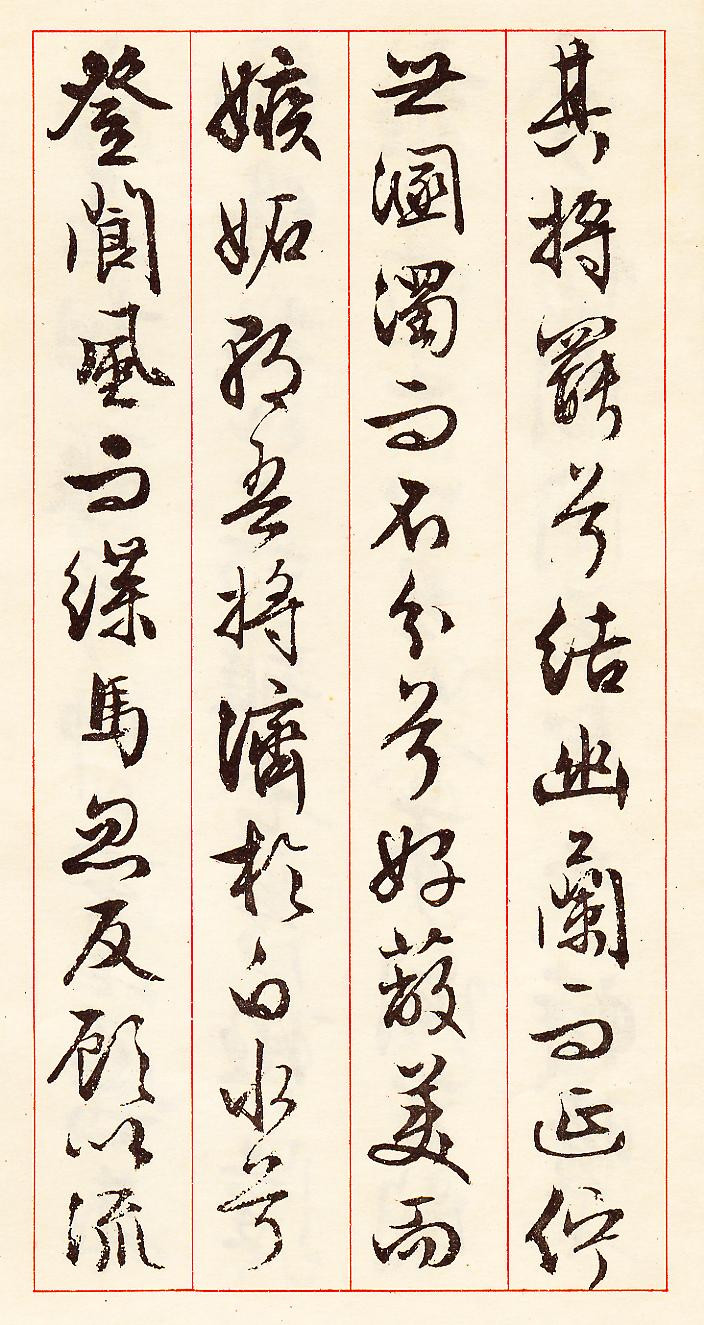 其將罷兮結幽蘭而延佇
世溷濁而不分兮好蔽美而
嫉妬朝吾將濟於白水兮
登閬風而緤馬忽反顧以流